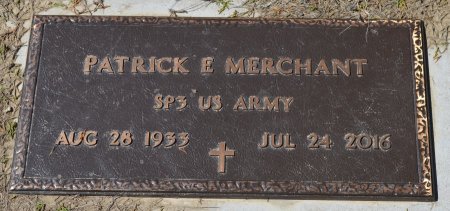 PATRICK E MERCHANT
SP3 US ARMY
AUG 28 1933 JUL 24 2016